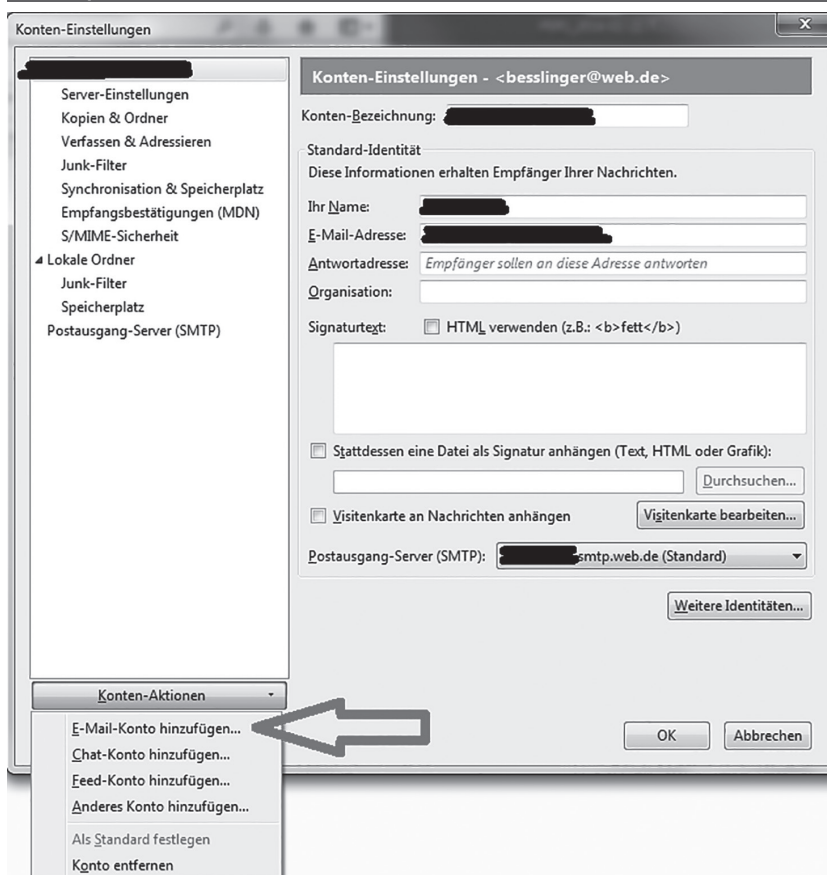 Konten-Einstellungen
x
Server-Einstellungen
Kopien & Ordner
Verfassen & Adressieren
Junk-Filter
Synchronisation & Speicherplatz
Empfangsbestätigungen (MDN)
S/MIME-Sicherheit
Lokale Ordner
Junk-Filter
Speicherplatz
Postausgang-Server (SMTP)
Konten-Aktionen
E-Mail-Konto hinzufügen...
Chat-Konto hinzufügen...
Feed-Konto hinzufügen...
Anderes Konto hinzufügen...
Als Standard festlegen
Konto entfernen
Konten-Einstellungen - <besslinger@web.de>
Konten-Bezeichnung:
Standard-Identität
Diese Informationen erhalten Empfänger Ihrer Nachrichten.
Ihr Name:
E-Mail-Adresse:
Antwortadresse: Empfänger sollen an diese Adresse antworten
Organisation:
Signaturtext: HTML verwenden (z.B.: <b>fett</b>)
Stattdessen eine Datei als Signatur anhängen (Text, HTML oder Grafik):
Durchsuchen...
Visitenkarte an Nachrichten anhängen Visitenkarte bearbeiten...
Postausgang-Server (SMTP): smtp.web.de (Standard)
Weitere Identitäten...
OK Abbrechen